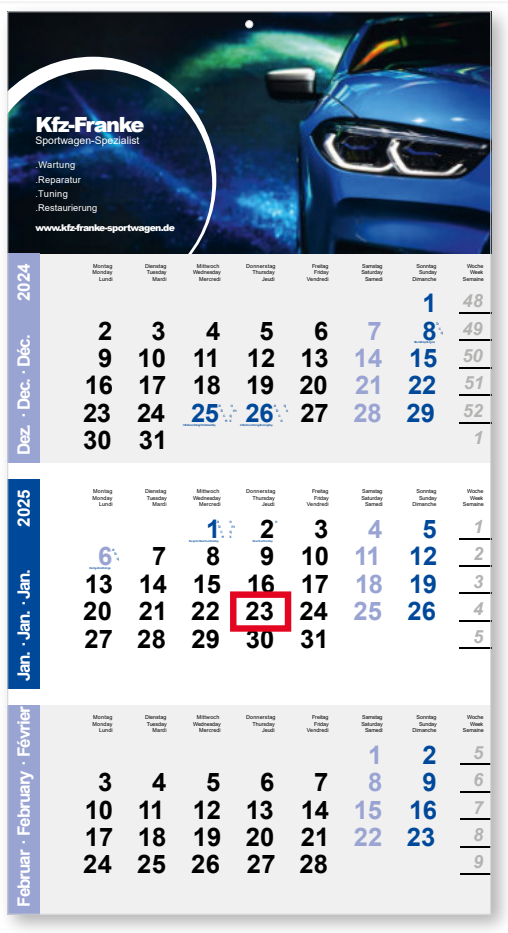 Kfz-Franke
Sportwagen-Spezialist
.Wartung
.Reparatur
.Tuning
.Restaurierung
www.kfz-franke-sportwagen.de
Dez. · Dec. · Déc. 2024
Montag Dienstag Mittwoch Donnerstag Freitag Samstag Sonntag Woche
Monday Tuesday Wednesday Thursday Friday Saturday Sunday Week
Lundi Mardi Mercredi Jeudi Vendredi Samedi Dimanche Semaine
1 48
2 3 4 5 6 7 8 49
9 10 11 12 13 14 15 50
16 17 18 19 20 21 22 51
23 24 25 26 27 28 29 52
30 31 1
Jan. · Jan. · Jan. 2025
Montag Dienstag Mittwoch Donnerstag Freitag Samstag Sonntag Woche
Monday Tuesday Wednesday Thursday Friday Saturday Sunday Week
Lundi Mardi Mercredi Jeudi Vendredi Samedi Dimanche Semaine
1 2 3 4 5 1
6 7 8 9 10 11 12 2
13 14 15 16 17 18 19 3
20 21 22 23 24 25 26 4
27 28 29 30 31 5
Februar · February · Février
Montag Dienstag Mittwoch Donnerstag Freitag Samstag Sonntag Woche
Monday Tuesday Wednesday Thursday Friday Saturday Sunday Week
Lundi Mardi Mercredi Jeudi Vendredi Samedi Dimanche Semaine
1 2 5
3 4 5 6 7 8 9 6
10 11 12 13 14 15 16 7
17 18 19 20 21 22 23 8
24 25 26 27 28 9